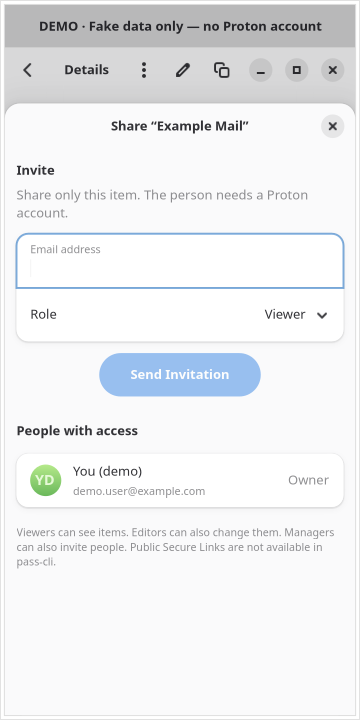 DEMO · Fake data only — no Proton account
Details
Share “Example Mail”
Invite
Share only this item. The person needs a Proton
account.
Email address
Role
Viewer
Send Invitation
People with access
YD
You (demo)
demo.user@example.com
Owner
Viewers can see items. Editors can also change them. Managers
can also invite people. Public Secure Links are not available in
pass-cli.